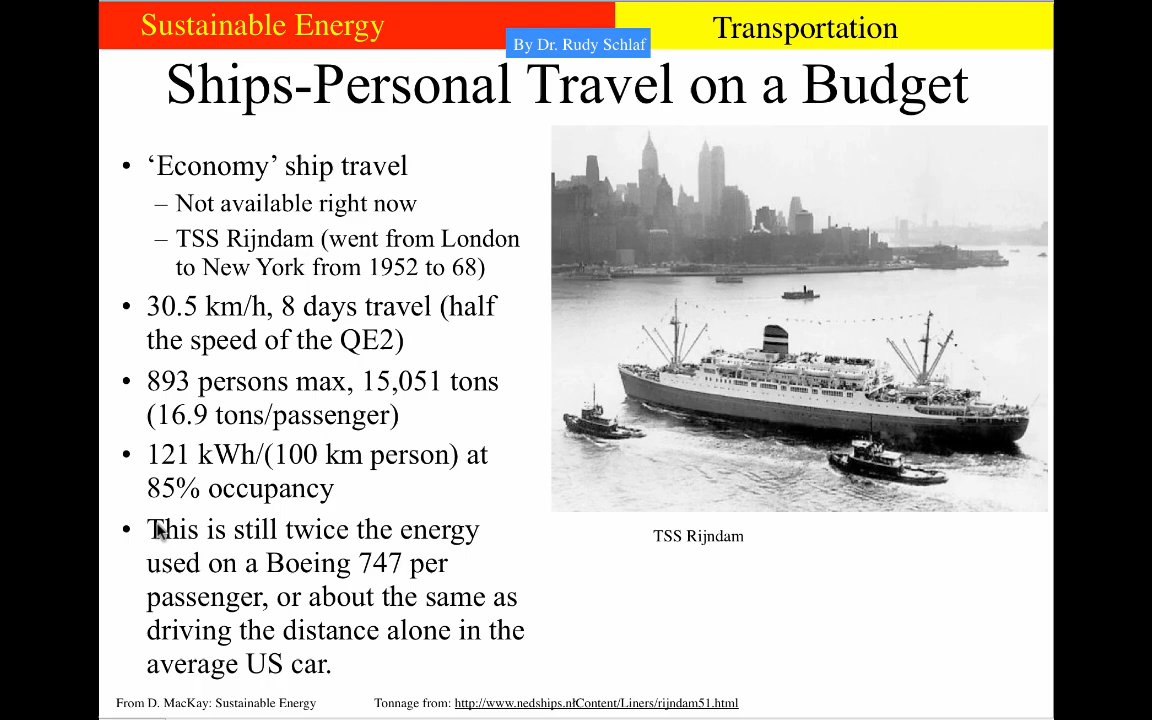 Sustainable Energy
Transportation
By Dr. Rudy Schlaf
Ships-Personal Travel on a Budget
• ‘Economy’ ship travel
– Not available right now
– TSS Rijndam (went from London
to New York from 1952 to 68)
• 30.5 km/h, 8 days travel (half
the speed of the QE2)
• 893 persons max, 15,051 tons
(16.9 tons/passenger)
• 121 kWh/(100 km person) at
85% occupancy
• This is still twice the energy
used on a Boeing 747 per
passenger, or about the same as
driving the distance alone in the
average US car.
TSS Rijndam
From D. MacKay: Sustainable Energy
Tonnage from: http://www.nedships.nl/Content/Liners/rijndam51.html